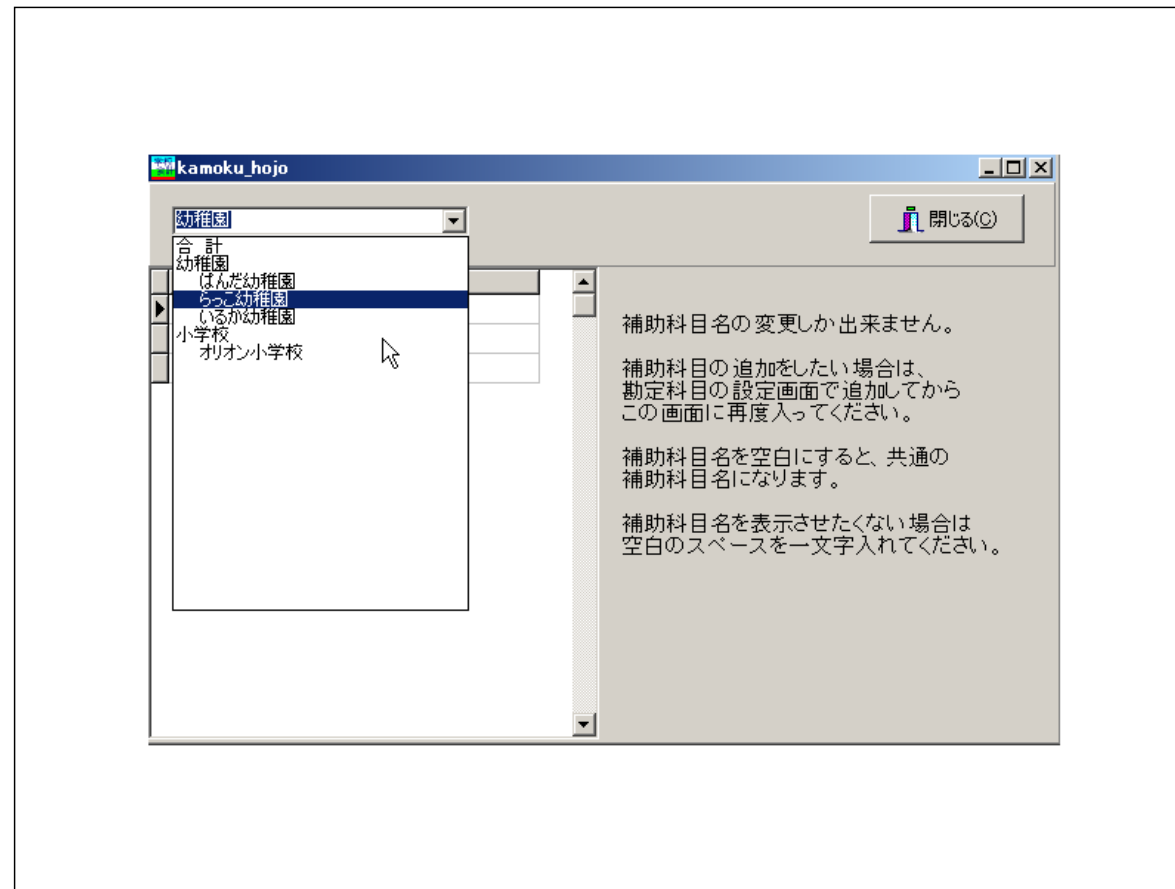 kamoku_hojo
幼稚園
閉じる(C)
合 計
幼稚園
ぱんだ幼稚園
らっこ幼稚園
いるか幼稚園
小学校
オリオン小学校
補助科目名の変更しか出来ません。
補助科目の追加をしたい場合は、
勘定科目の設定画面で追加してから
この画面に再度入ってください。
補助科目名を空白にすると、共通の
補助科目名になります。
補助科目名を表示させたくない場合は
空白のスペースを一文字入れてください。